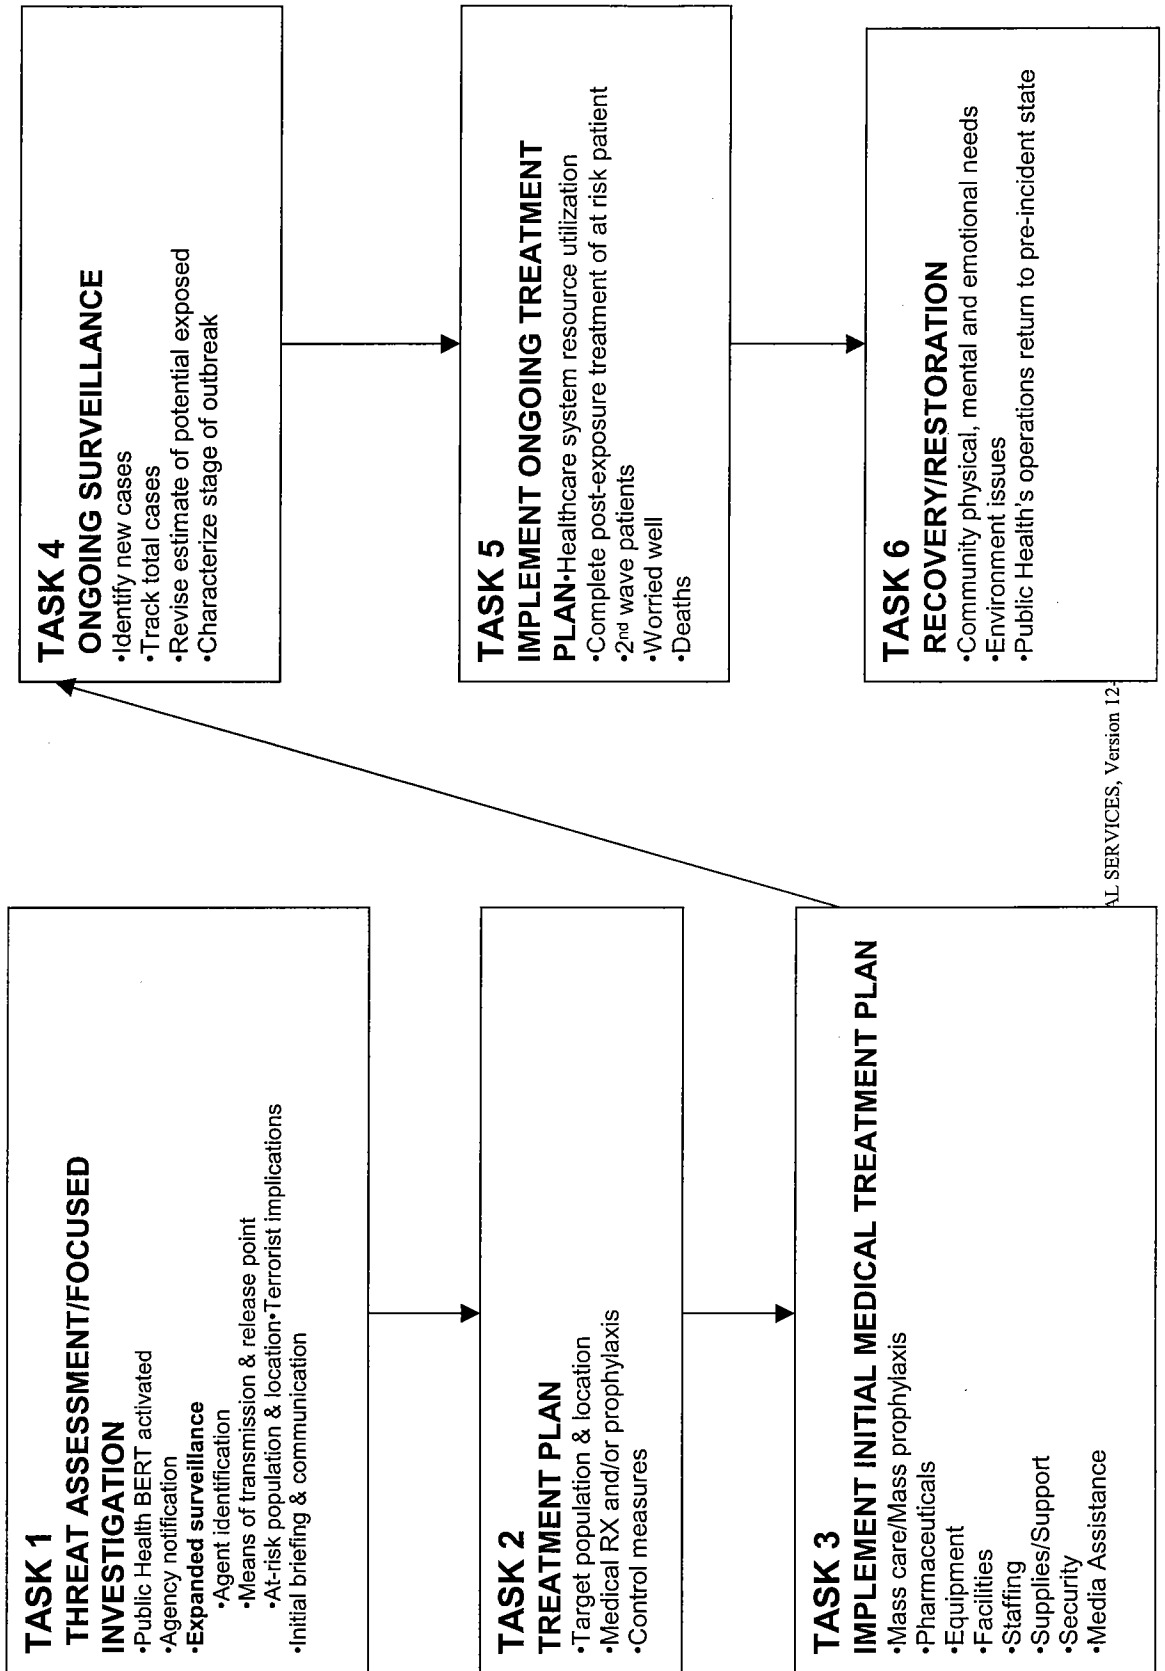 TASK 1
THREAT ASSESSMENT/FOCUSED
INVESTIGATION
•Public Health BERT activated
•Agency notification
•Expanded surveillance
•Agent identification
•Means of transmission & release point
•At-risk population & location•Terrorist implications
•Initial briefing & communication
TASK 2
TREATMENT PLAN
•Target population & location
•Medical RX and/or prophylaxis
•Control measures
TASK 3
IMPLEMENT INITIAL MEDICAL TREATMENT PLAN
•Mass care/Mass prophylaxis
•Pharmaceuticals
•Equipment
•Facilities
•Staffing
•Supplies/Support
•Security
•Media Assistance
TASK 4
ONGOING SURVEILLANCE
•Identify new cases
•Track total cases
•Revise estimate of potential exposed
•Characterize stage of outbreak
TASK 5
IMPLEMENT ONGOING TREATMENT
PLAN•Healthcare system resource utilization
•Complete post-exposure treatment of at risk patient
•2nd wave patients
•Worried well
•Deaths
TASK 6
RECOVERY/RESTORATION
•Community physical, mental and emotional needs
•Environment issues
•Public Health's operations return to pre-incident state
AL SERVICES, Version 12-